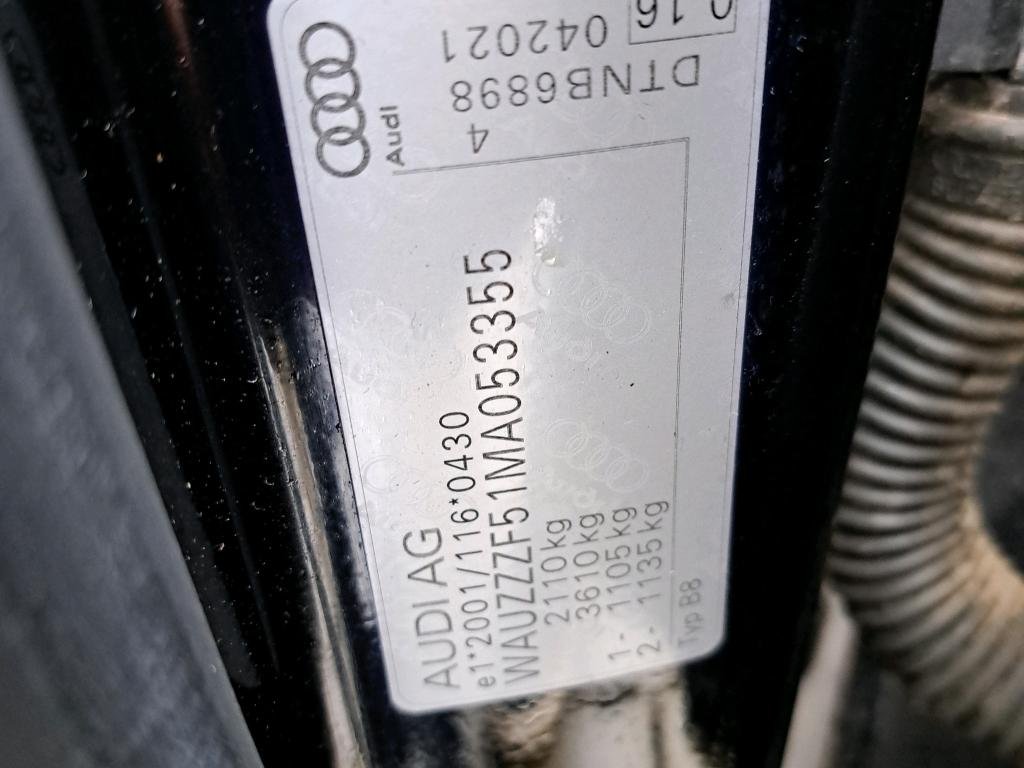 AUDI AG
e1*2001/116*0430
WAUZZZF51MA053355
2110kg
3610kg
1- 1105kg
2- 1135kg
Typ B8
Audi
042021
DTNB6898
4